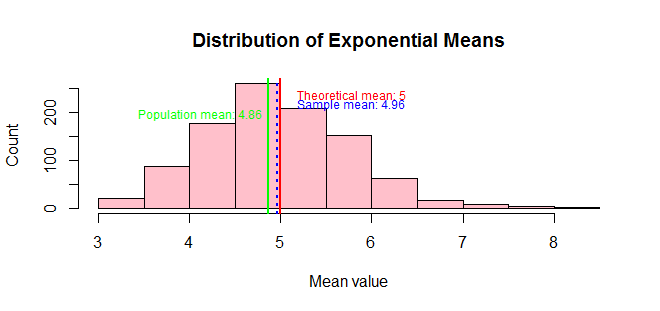 Distribution of Exponential Means
Theoretical mean: 5
Sample mean: 4.96
Population mean: 4.86
Count
200
100
0
3 4 5 6 7 8
Mean value